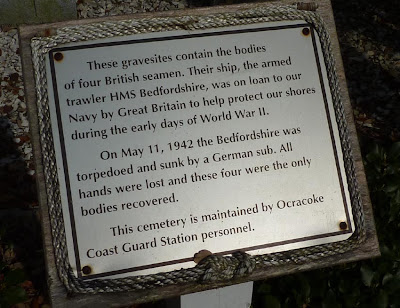 These gravesites contain the bodies
of four British seamen. Their ship, the armed
trawler HMS Bedfordshire, was on loan to our
Navy by Great Britain to help protect our shores
during the early days of World War II.
On May 11, 1942 the Bedfordshire was
torpedoed and sunk by a German sub. All
hands were lost and these four were the only
bodies recovered.
This cemetery is maintained by Ocracoke
Coast Guard Station personnel.